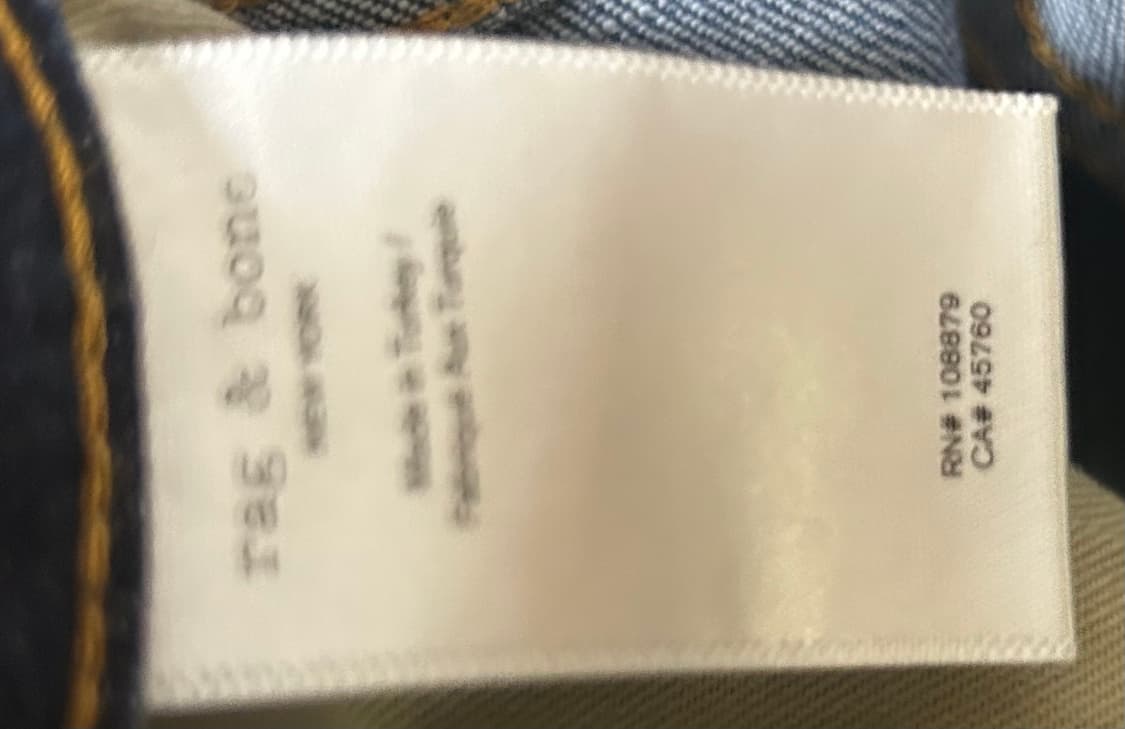 rag & bone
NEW YORK
Made in Turkey /
Fabriqué Aux Turquie
RN# 108879
CA# 45760